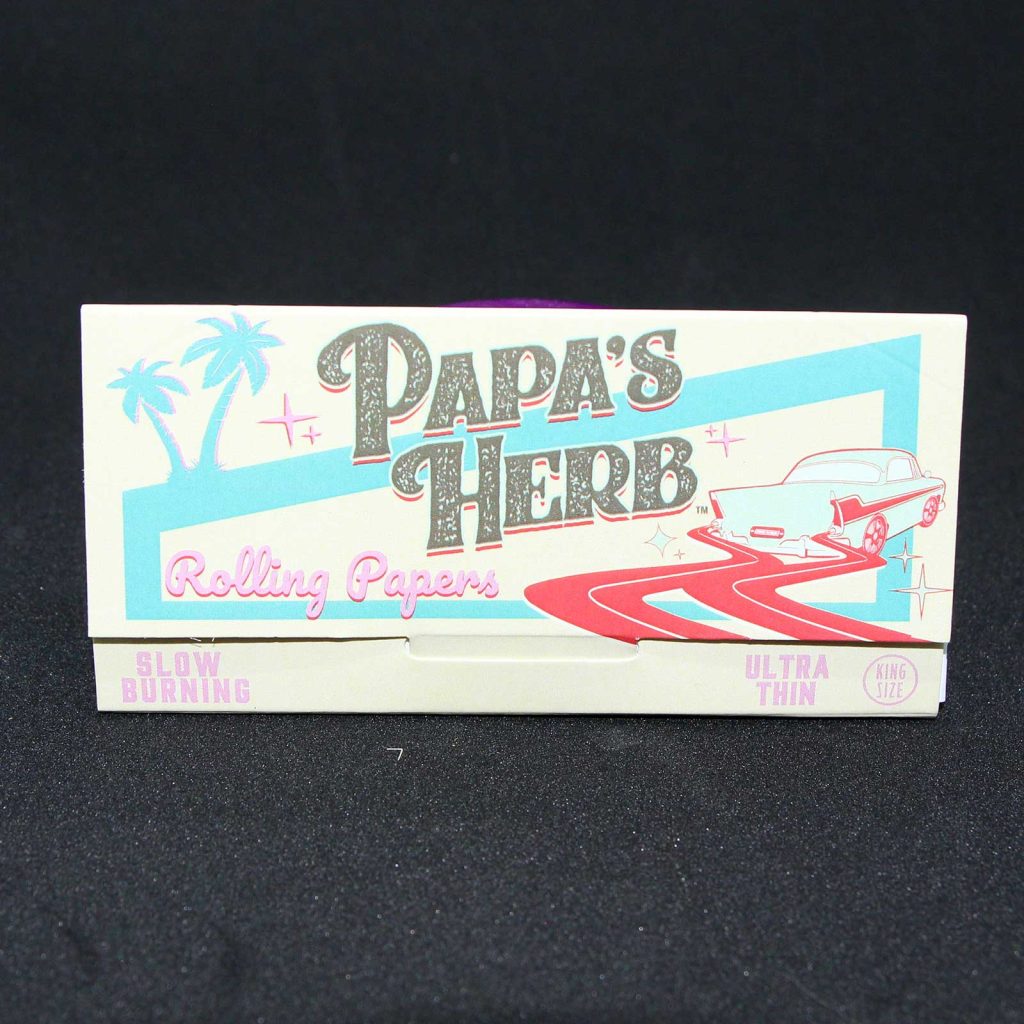 PAPA'S
HERB
TM
Rolling Papers
SLOW
BURNING
ULTRA
THIN
KING
SIZE